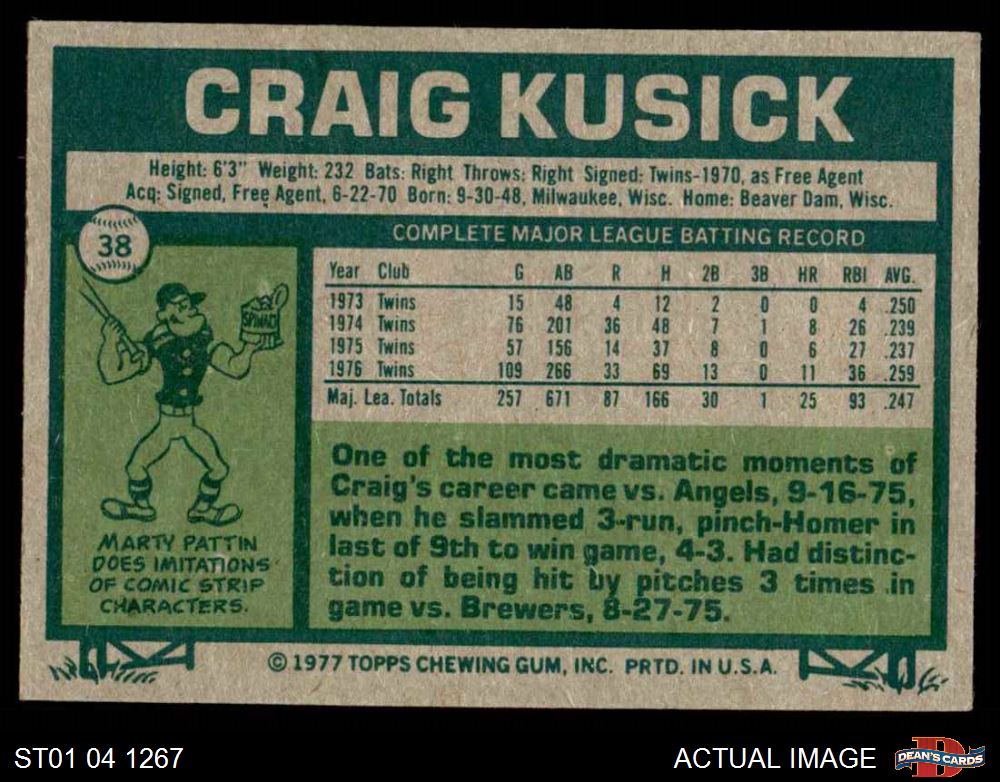 CRAIG KUSICK
Height: 6'3" Weight: 232 Bats: Right Throws: Right Signed: Twins-1970, as Free Agent
Acq: Signed, Free Agent, 6-22-70 Born: 9-30-48, Milwaukee, Wisc. Home: Beaver Dam, Wisc.
38
COMPLETE MAJOR LEAGUE BATTING RECORD
Year Club G AB R H 2B 3B HR RBI AVG.
1973 Twins 15 48 4 12 2 0 0 4 .250
1974 Twins 76 201 36 48 7 1 8 26 .239
1975 Twins 57 156 14 37 8 0 6 27 .237
1976 Twins 109 266 33 69 13 0 11 36 .259
Maj. Lea. Totals 257 671 87 166 30 1 25 93 .247
SPINACH
MARTY PATTIN
DOES IMITATIONS
OF COMIC STRIP
CHARACTERS.
One of the most dramatic moments of
Craig's career came vs. Angels, 9-16-75,
when he slammed 3-run, pinch-Homer in
last of 9th to win game, 4-3. Had distinc-
tion of being hit by pitches 3 times in
game vs. Brewers, 8-27-75.
© 1977 TOPPS CHEWING GUM, INC. PRTD. IN U.S.A.
ST01 04 1267
ACTUAL IMAGE
D
DEAN'S CARDS